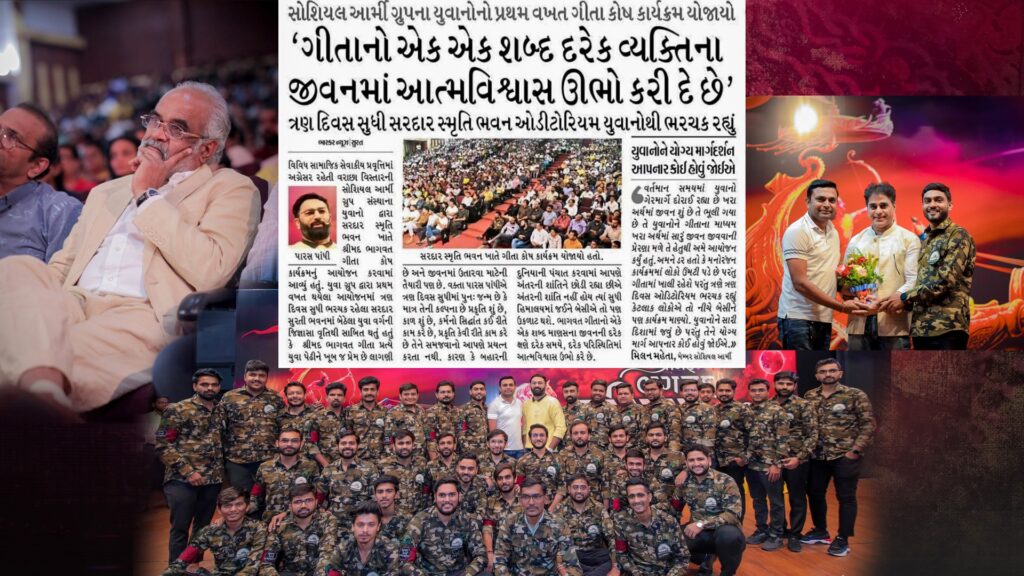 સોશિયલ આર્મી ગ્રુપના યુવાનોનો પ્રથમ વખત ગીતા કોષ કાર્યક્રમ યોજાયો
‘ગીતાનો એક એક શબ્દ દરેક વ્યક્તિના
જીવનમાં આત્મવિશ્વાસ ઊભો કરી દે છે’
ત્રણ દિવસ સુધી સરદાર સ્મૃતિ ભવન ઓડીટોરિયમ યુવાનોથી ભરચક રહ્યું
ભાસ્કર ન્યૂઝ|સુરત
વિવિધ સામાજિક સેવાકીય પ્રવૃત્તિમાં
અગ્રેસર રહેતી વરાછા વિસ્તારની
સોશિયલ આર્મી
ગ્રુપ સંસ્થાના
યુવાનો દ્વારા
સરદાર સ્મૃતિ
ભવન ખાતે
શ્રીમદ ભાગવત
ગીતા કોષ
પારસ પાંધી
કાર્યક્રમનું આયોજન કરવામાં
આવ્યું હતું. યુવા ગ્રુપ દ્વારા પ્રથમ
વખત થયેલા આયોજનમાં ત્રણ
દિવસ સુધી ભરચક રહેલા સરદાર
સ્મૃતી ભવનમાં બેઠેલા યુવા વર્ગની
જિજ્ઞાસા વૃતિથી સાબિત થયું હતું
કે શ્રીમદ ભાગવત ગીતા પ્રત્યે
યુવા પેઢીને ખૂબ જ પ્રેમ છે લાગણી
સરદાર સ્મૃતિ ભવન ખાતે ગીતા કોષ કાર્યક્રમ યોજાયો હતો.
છે અને જીવનમાં ઉતારવા માટેની
તૈયારી પણ છે. વક્તા પારસ પાંધીએ
ત્રણ દિવસ સુધીમાં પુનઃ જન્મ છે કે
માત્ર તેની કલ્પના છે પ્રકૃતિ શું છે,
કાળ શું છે, કર્મનો સિદ્ધાંત કઈ રીતે
કામ કરે છે, પ્રકૃતિ કેવી રીતે કામ કરે
છે તેને સમજવાનો આપણે પ્રયત્ન
કરતા નથી. કારણ કે બહારની
દુનિયાની પંચાત કરવામાં આપણે
અંતરની શાંતિને છોડી રહ્યા છીએ
અંતરની શાંતિ નહીં હોય ત્યાં સુધી
હિમાલયમાં જઈને બેસીએ તો પણ
ઉકળાટ થશે. ભાગવત ગીતાનો એક
એક શબ્દ માણસના જીવનની દરેક
ક્ષણે દરેક સમયે, દરેક પરિસ્થિતિમાં
આત્મવિશ્વાસ ઉભો કરે છે.
યુવાનોને યોગ્ય માર્ગદર્શન
આપનાર કોઈ હોવું જોઈએ
“વર્તમાન સમયમાં યુવાનો
ગેરમાર્ગે દોરાઈ રહ્યા છે ખરા
અર્થમાં જીવન શું છે તે ભૂલી ગયા
છે તે યુવાનોને ગીતાના માધ્યમ
ખરા અર્થમાં સારું જીવન જીવવાની
પ્રેરણા મળે તે હેતુથી અમે આયોજન
કર્યું હતું. અમને ડર હતો કે મનોરંજન
કાર્યક્રમમાં લોકો ઉમટી પડે છે પરંતુ
ગીતામાં ખાલી રહેશે પરંતુ ત્રણે ત્રણ
દિવસ ઓડિટોરિયમ ભરચક રહ્યું
કેટલાક લોકોએ તો નીચે બેસીને
પણ કાર્યક્રમ માણ્યો. યુવાનોને સારી
દિશામાં જવું છે પરંતુ તેને યોગ્ય
માર્ગ આપનાર કોઈ હોવું જોઈએ.»
મિલન મહેતા, મેમ્બર સોશિયલ આર્મી